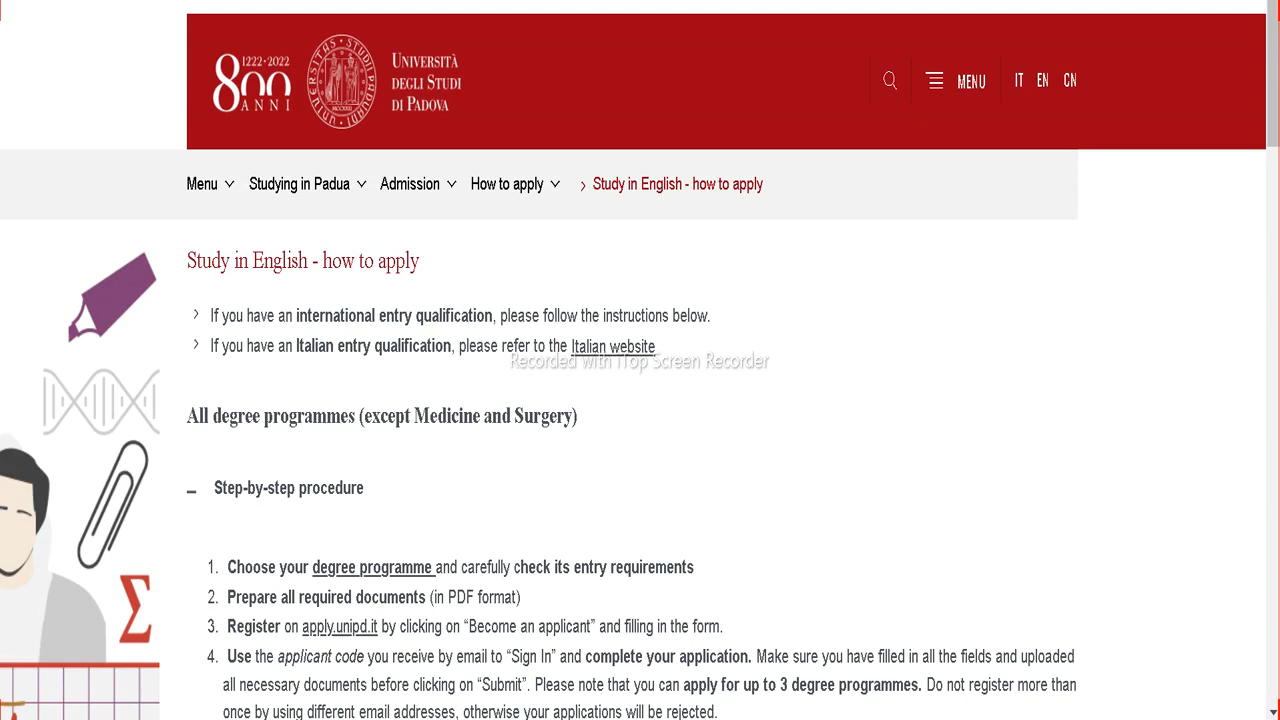 1222·2022
800
ANNI
UNIVERSITÀ
DEGLI STUDI
DI PADOVA
MENU
IT EN CN
Menu Studying in Padua Admission How to apply Study in English - how to apply
Study in English - how to apply
If you have an international entry qualification, please follow the instructions below.
If you have an Italian entry qualification, please refer to the Italian website
Recorded with iTop Screen Recorder
All degree programmes (except Medicine and Surgery)
– Step-by-step procedure
1. Choose your degree programme and carefully check its entry requirements
2. Prepare all required documents (in PDF format)
3. Register on apply.unipd.it by clicking on “Become an applicant” and filling in the form.
4. Use the applicant code you receive by email to “Sign In” and complete your application. Make sure you have filled in all the fields and uploaded
all necessary documents before clicking on “Submit”. Please note that you can apply for up to 3 degree programmes. Do not register more than
once by using different email addresses, otherwise your applications will be rejected.
Σ